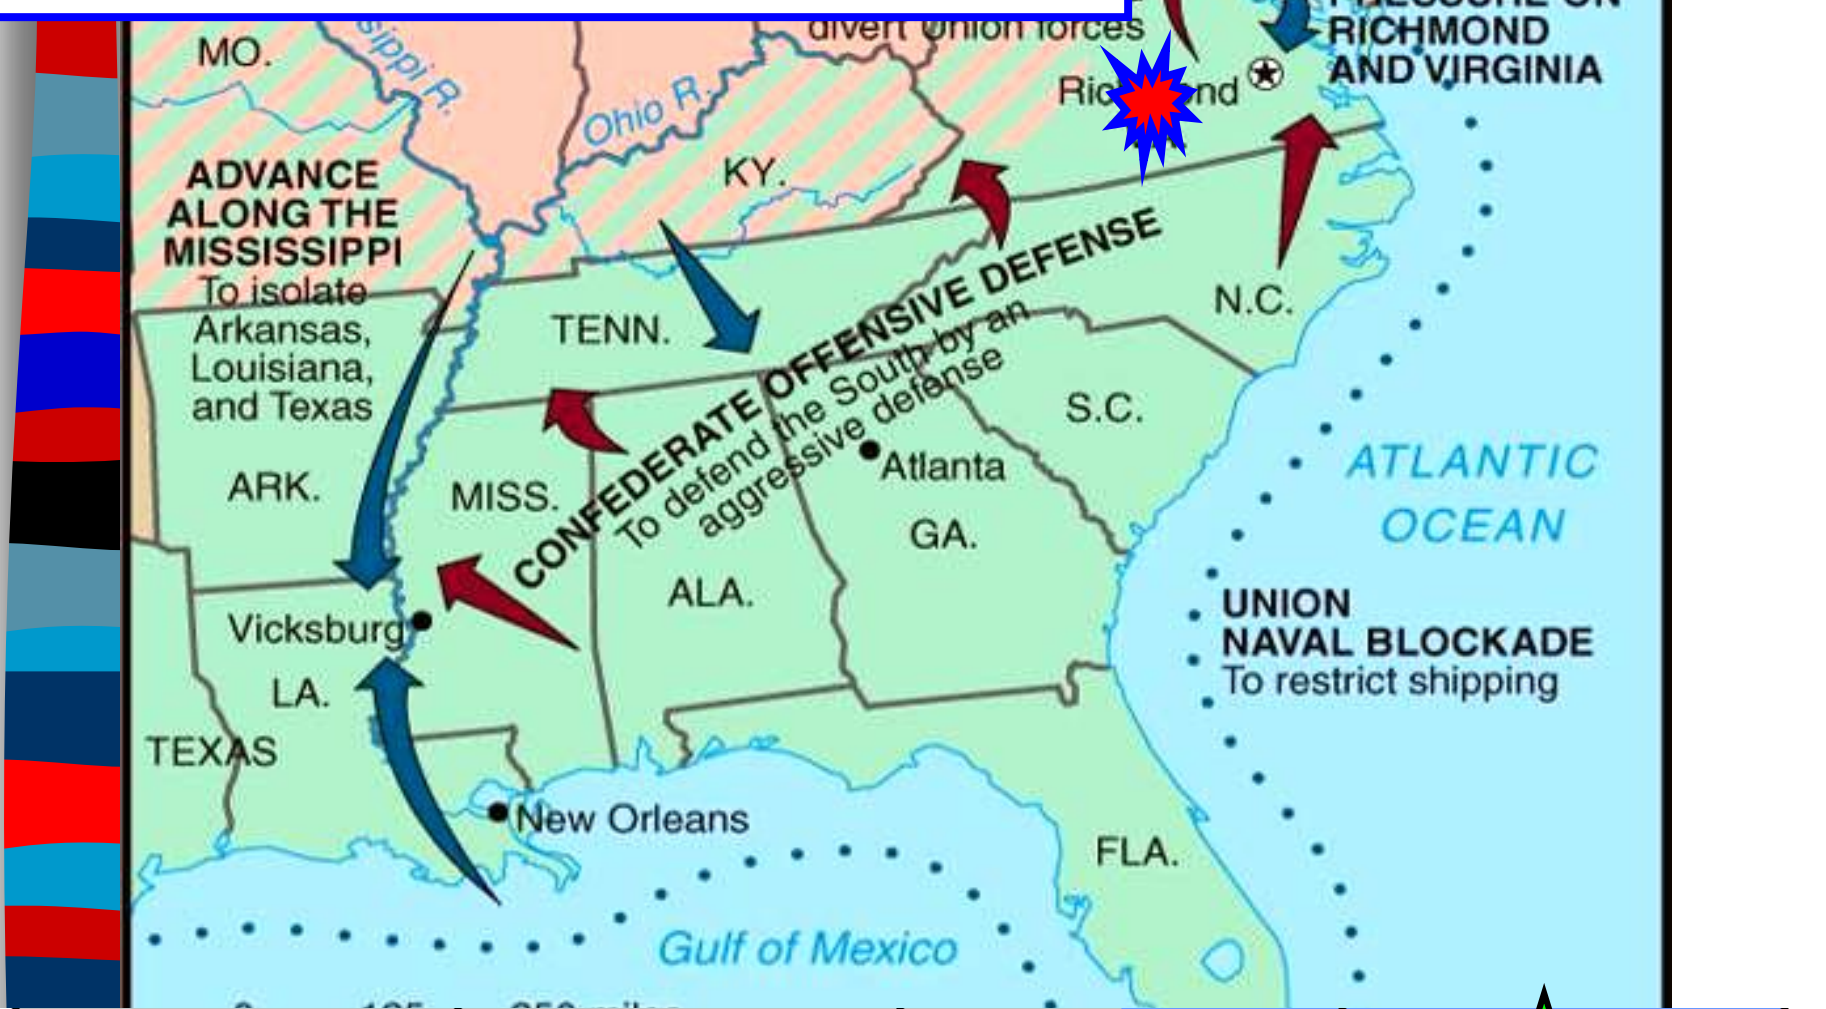 divert Union forces
PRESSURE ON
RICHMOND
AND VIRGINIA
MO.
Ohio R.
KY.
ADVANCE
ALONG THE
MISSISSIPPI
To isolate
Arkansas,
Louisiana,
and Texas
TENN.
N.C.
CONFEDERATE OFFENSIVE DEFENSE
To defend the South by an
aggressive defense
S.C.
Atlanta
ATLANTIC
OCEAN
ARK.
MISS.
GA.
ALA.
UNION
NAVAL BLOCKADE
To restrict shipping
Vicksburg
LA.
TEXAS
New Orleans
FLA.
Gulf of Mexico